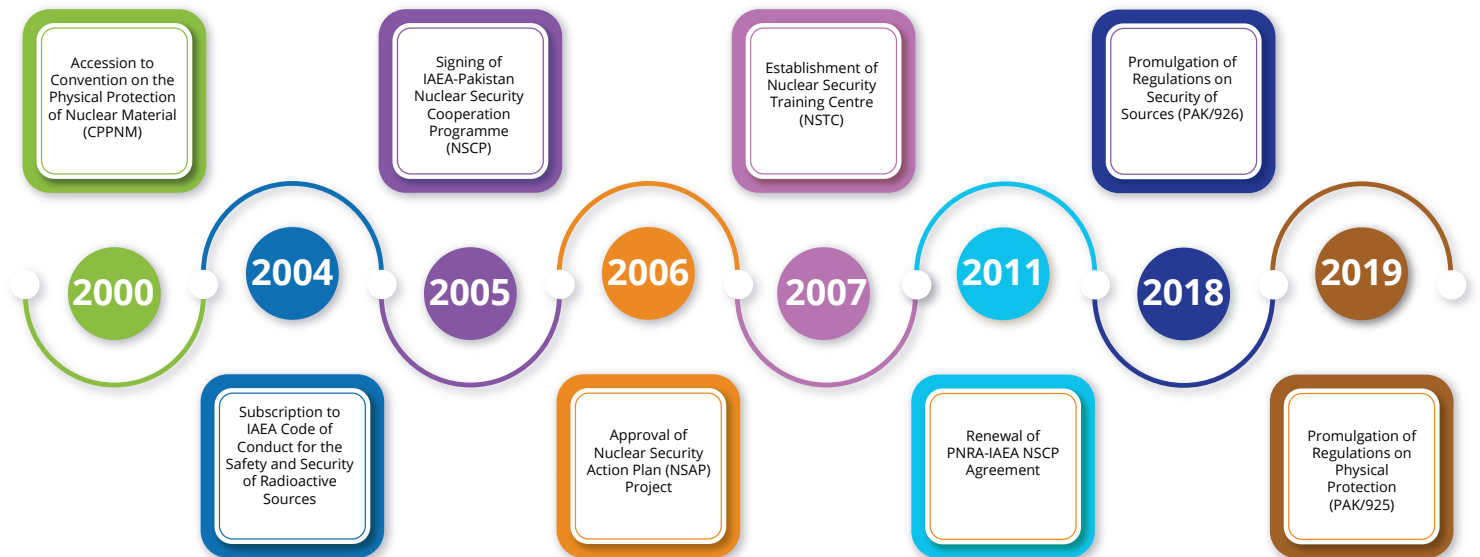 Accession to
Convention on the
Physical Protection
of Nuclear Material
(CPPNM)
Signing of
IAEA-Pakistan
Nuclear Security
Cooperation
Programme
(NSCP)
Establishment of
Nuclear Security
Training Centre
(NSTC)
Promulgation of
Regulations on
Security of
Sources (PAK/926)
2000
2004
2005
2006
2007
2011
2018
2019
Subscription to
IAEA Code of
Conduct for the
Safety and Security
of Radioactive
Sources
Approval of
Nuclear Security
Action Plan (NSAP)
Project
Renewal of
PNRA-IAEA NSCP
Agreement
Promulgation of
Regulations on
Physical
Protection
(PAK/925)